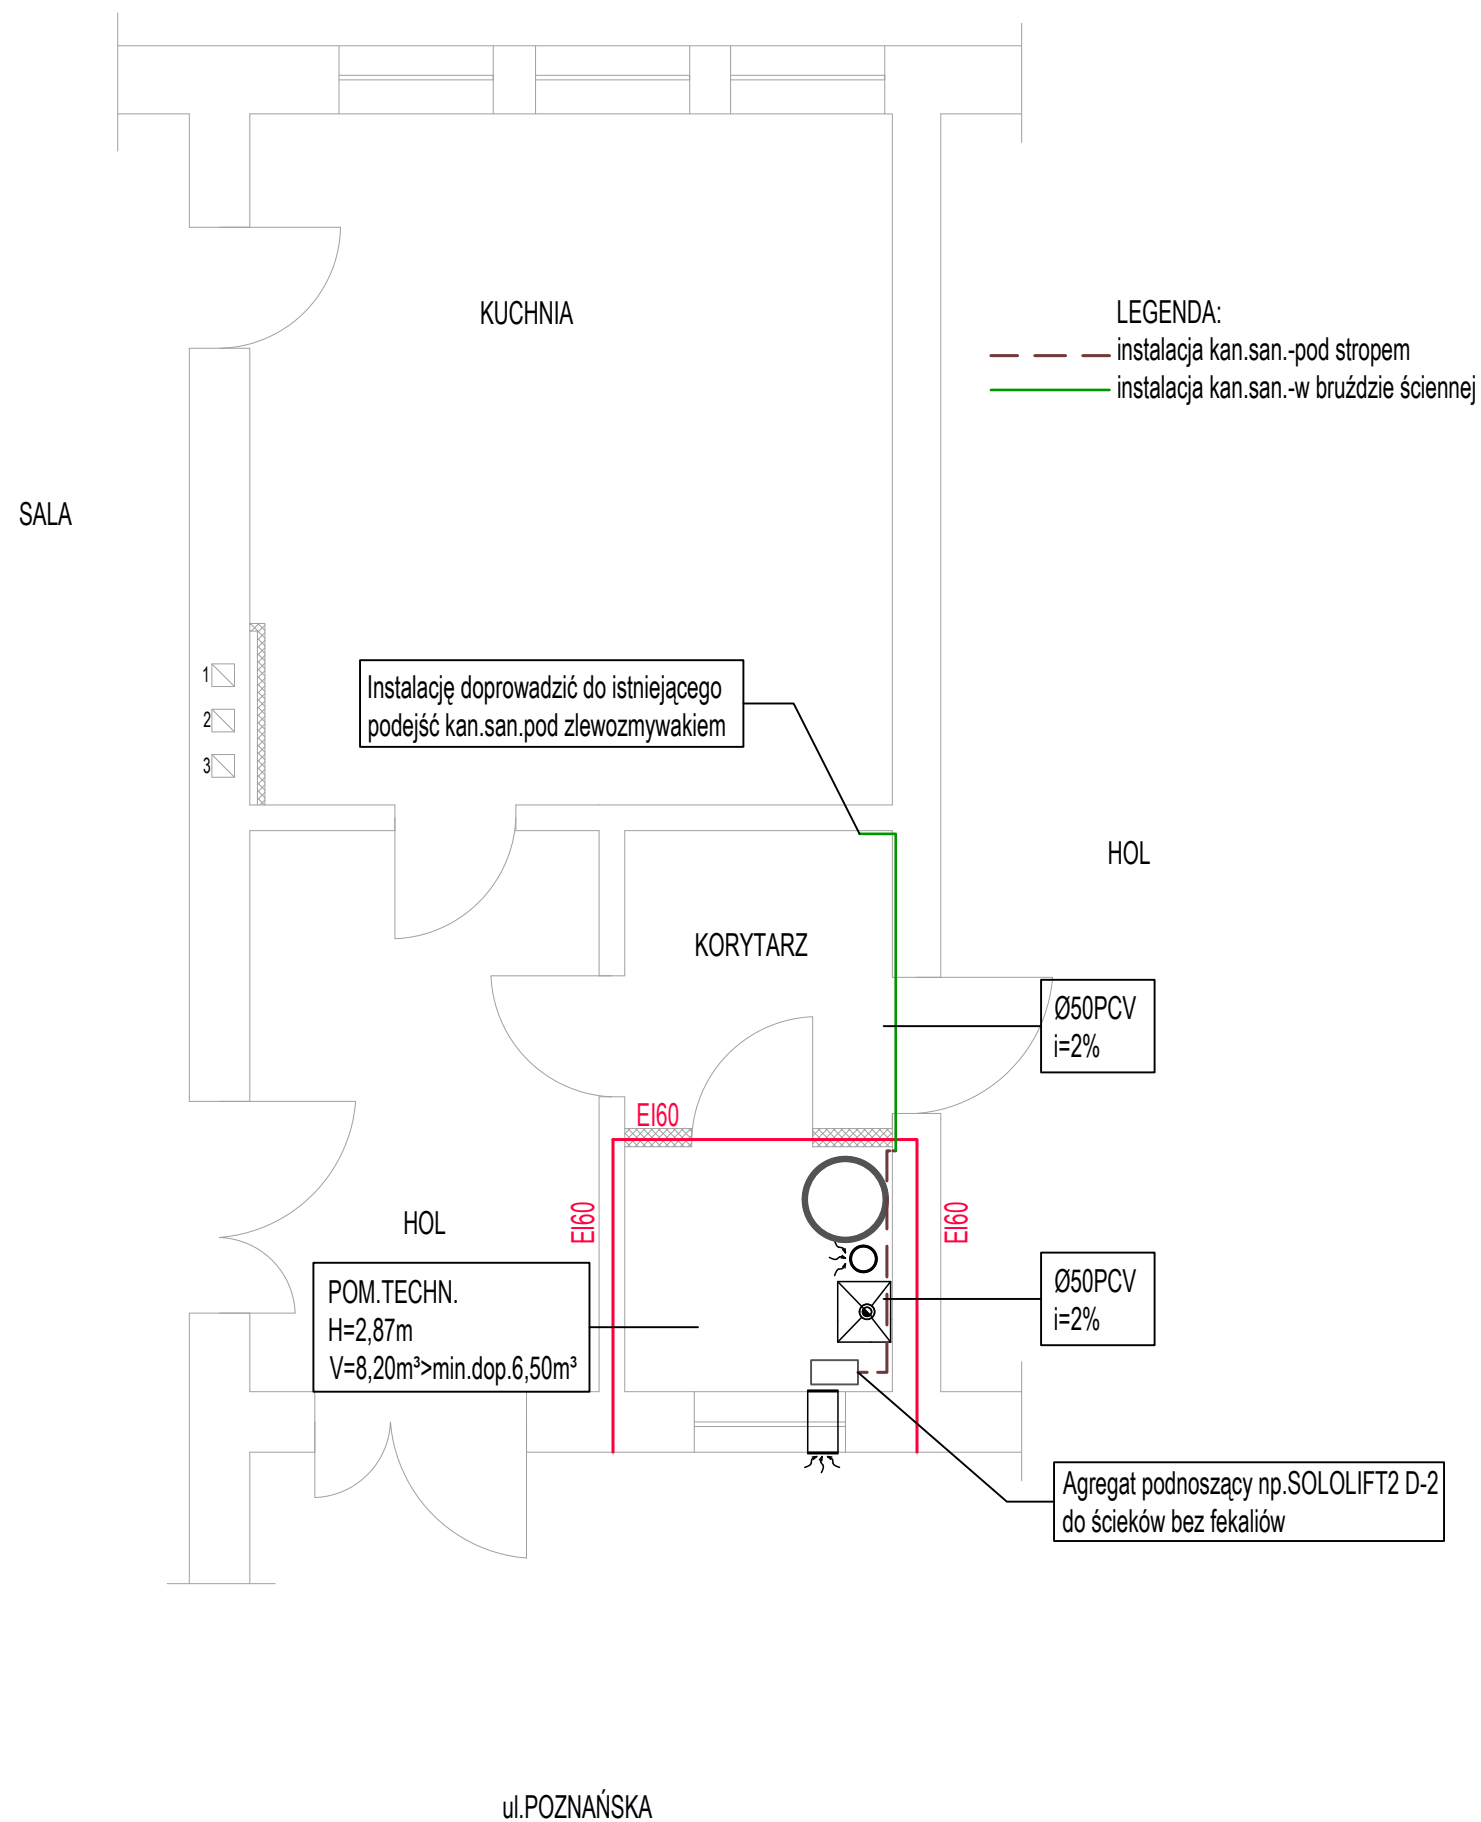 KUCHNIA
LEGENDA:
instalacja kan.san.-pod stropem
instalacja kan.san.-w bruździe ściennej
SALA
1
2
3
Instalację doprowadzić do istniejącego
podejść kan.san.pod zlewozmywakiem
HOL
KORYTARZ
Ø50PCV
i=2%
EI60
EI60
EI60
HOL
POM.TECHN.
H=2,87m
V=8,20m³>min.dop.6,50m³
Ø50PCV
i=2%
Agregat podnoszący np.SOLOLIFT2 D-2
do ścieków bez fekaliów
ul.POZNAŃSKA